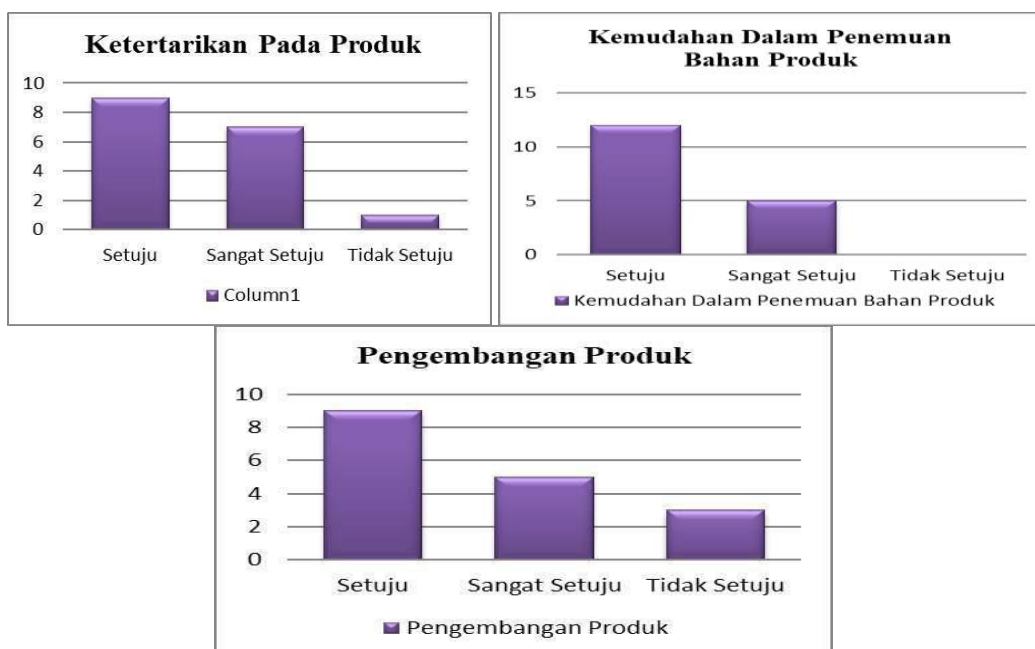 Ketertarikan Pada Produk
10
8
6
4
2
0
Setuju Sangat Setuju Tidak Setuju
Column1
Kemudahan Dalam Penemuan
Bahan Produk
15
10
5
0
Setuju Sangat Setuju Tidak Setuju
Kemudahan Dalam Penemuan Bahan Produk
Pengembangan Produk
10
8
6
4
2
0
Setuju Sangat Setuju Tidak Setuju
Pengembangan Produk